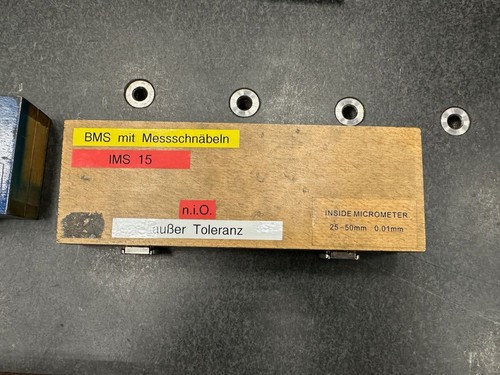 BMS mit Messschnäbeln
IMS 15
n.i.O.
außer Toleranz
INSIDE MICROMETER
25-50mm 0.01mm